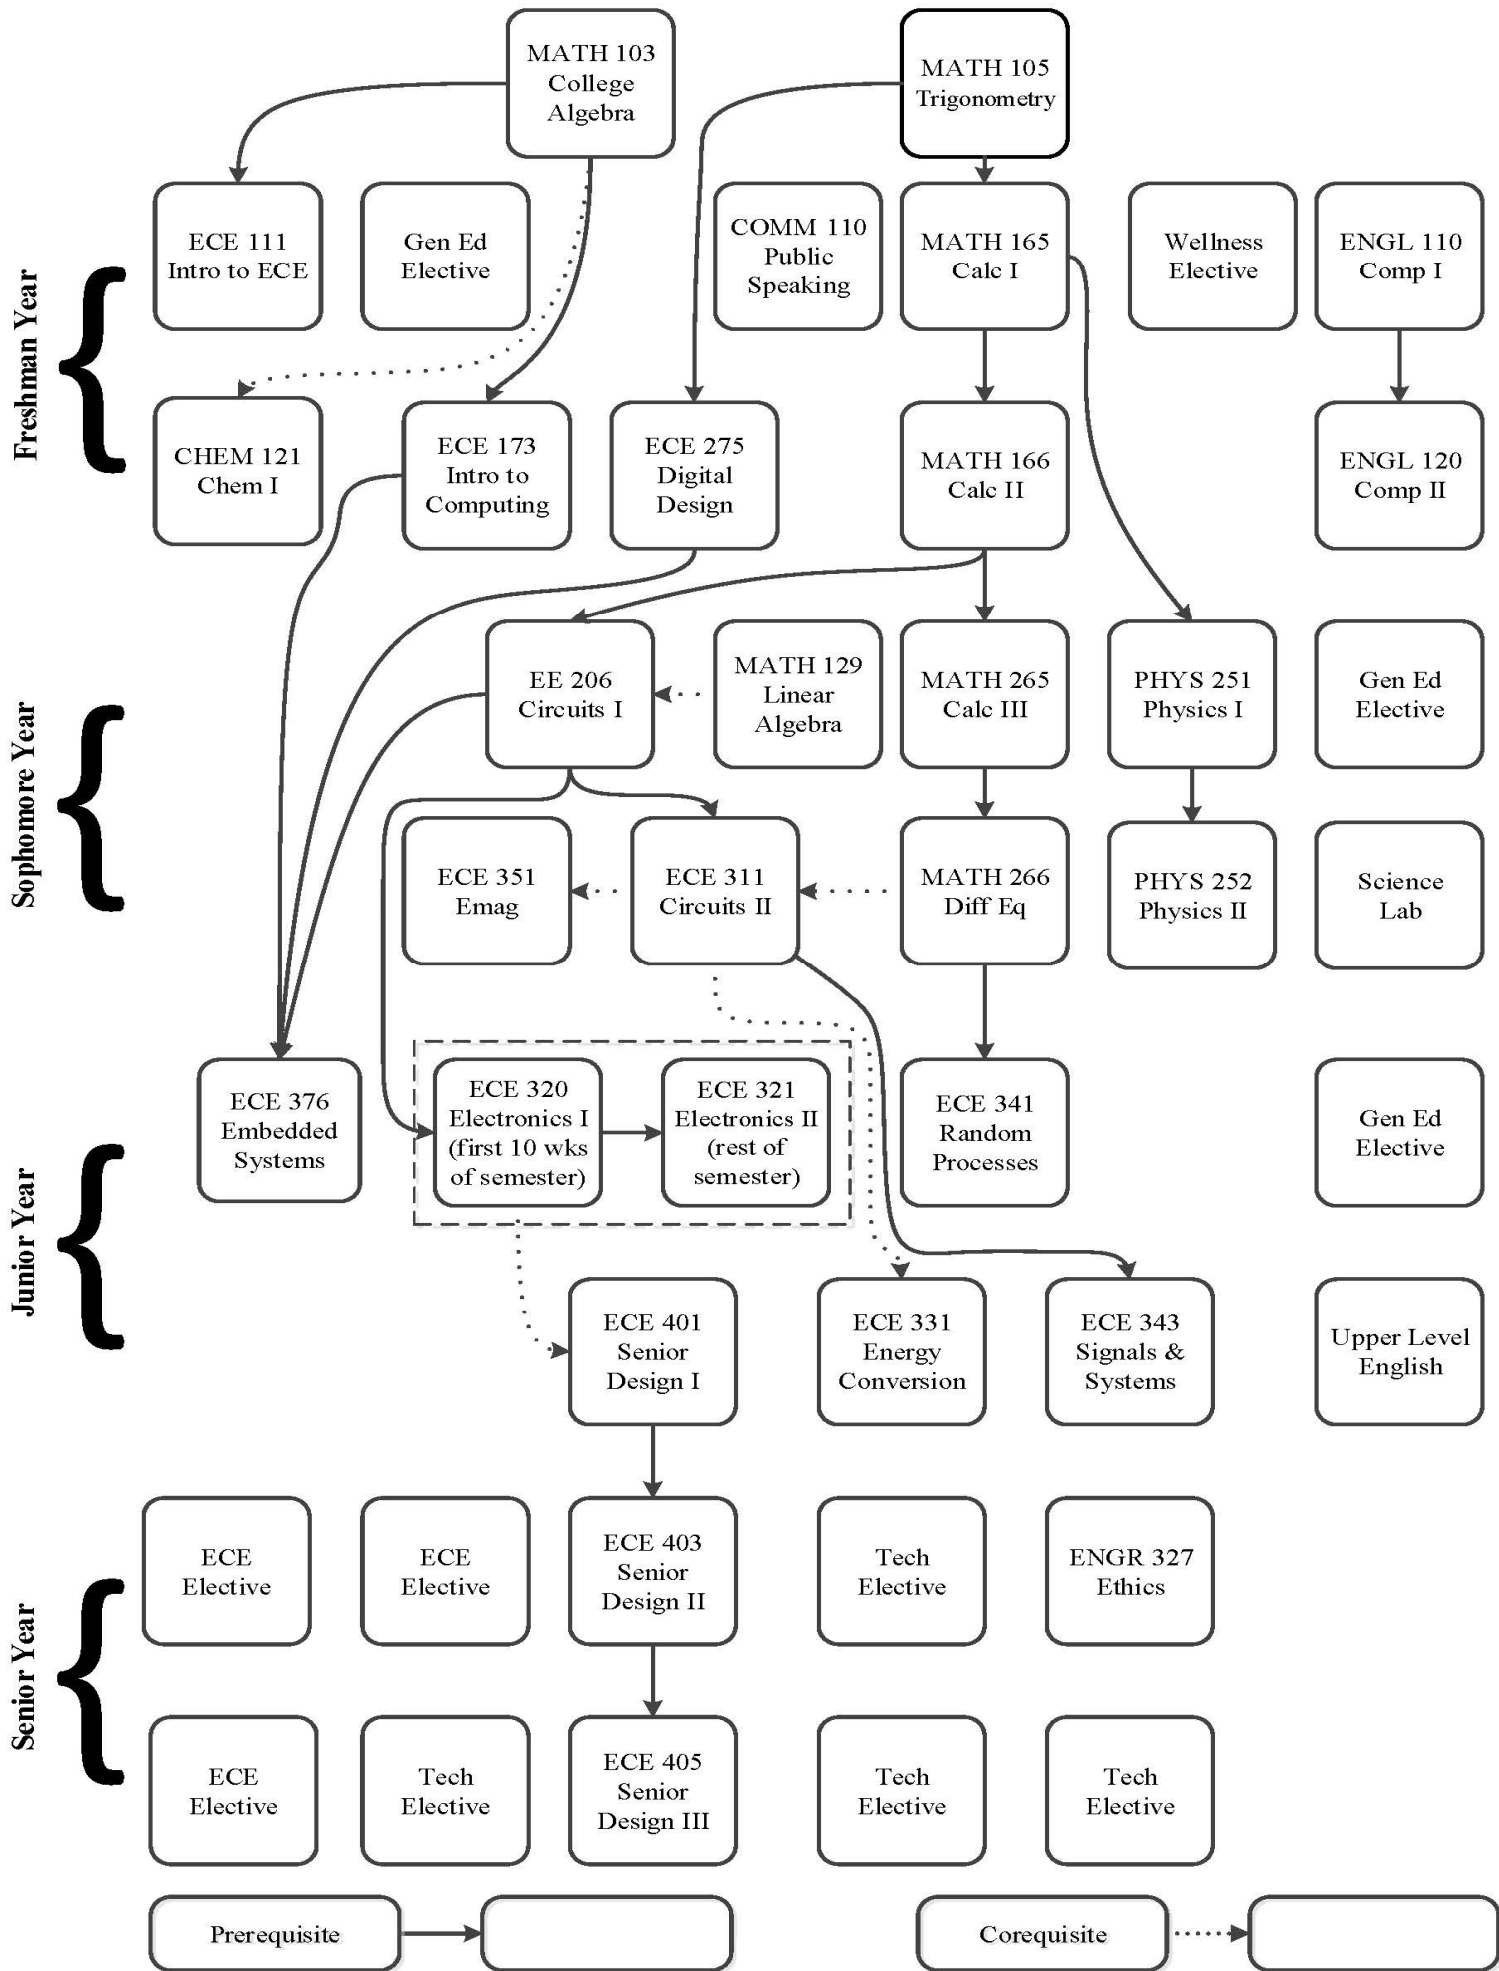 MATH 103
College
Algebra
MATH 105
Trigonometry
Freshman Year
ECE 111
Intro to ECE
Gen Ed
Elective
COMM 110
Public
Speaking
MATH 165
Calc I
Wellness
Elective
ENGL 110
Comp I
CHEM 121
Chem I
ECE 173
Intro to
Computing
ECE 275
Digital
Design
MATH 166
Calc II
ENGL 120
Comp II
Sophomore Year
EE 206
Circuits I
MATH 129
Linear
Algebra
MATH 265
Calc III
PHYS 251
Physics I
Gen Ed
Elective
ECE 351
Emag
ECE 311
Circuits II
MATH 266
Diff Eq
PHYS 252
Physics II
Science
Lab
Junior Year
ECE 376
Embedded
Systems
ECE 320
Electronics I
(first 10 wks
of semester)
ECE 321
Electronics II
(rest of
semester)
ECE 341
Random
Processes
Gen Ed
Elective
ECE 401
Senior
Design I
ECE 331
Energy
Conversion
ECE 343
Signals &
Systems
Upper Level
English
Senior Year
ECE
Elective
ECE
Elective
ECE 403
Senior
Design II
Tech
Elective
ENGR 327
Ethics
ECE
Elective
Tech
Elective
ECE 405
Senior
Design III
Tech
Elective
Tech
Elective
Prerequisite
Corequisite